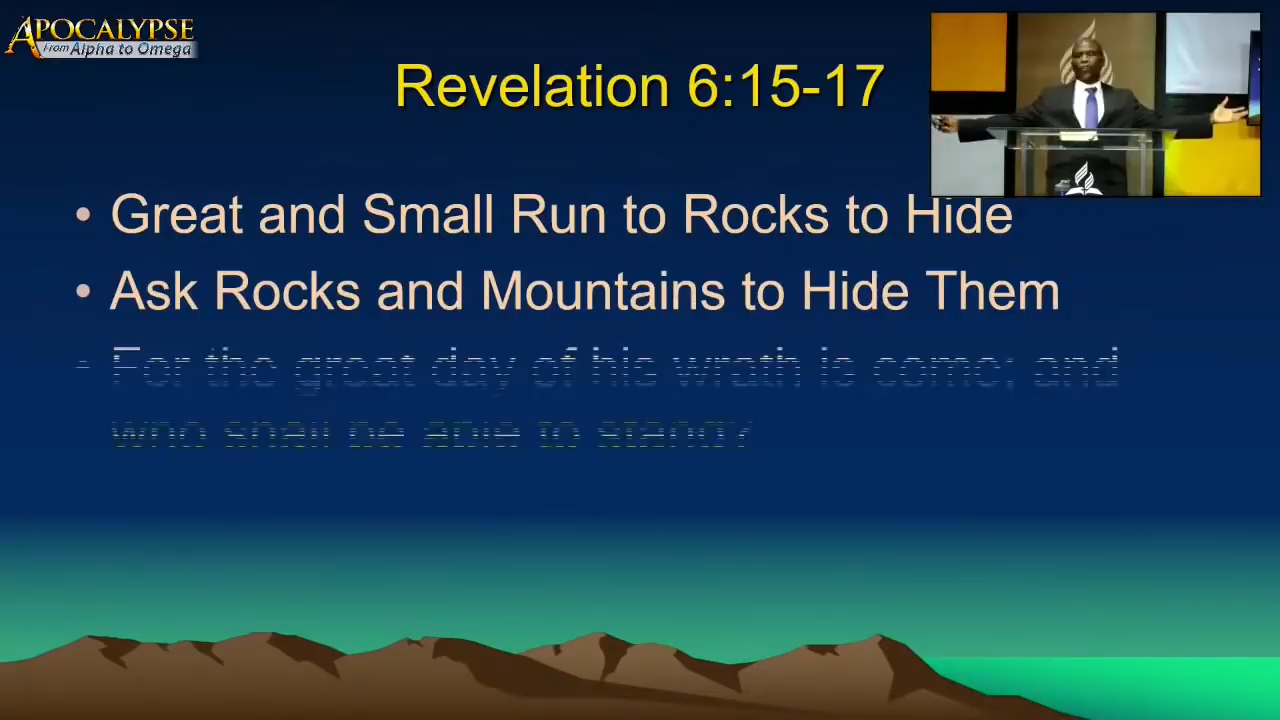 APOCALYPSE
From Alpha to Omega
Revelation 6:15-17
• Great and Small Run to Rocks to Hide
• Ask Rocks and Mountains to Hide Them
• For the great day of his wrath is come; and
who shall be able to stand?